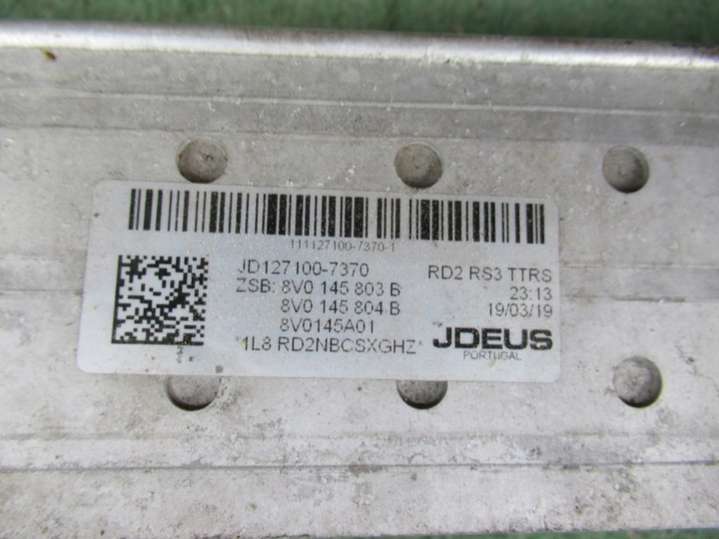 111127100-7370-1
JD127100-7370 RD2 RS3 TTRS
ZSB: 8V0 145 803 B 23:13
8V0 145 804 B 19/03/19
8V0145A01
*1L8 RD2NBCSXGHZ* JDEUS
PORTUGAL